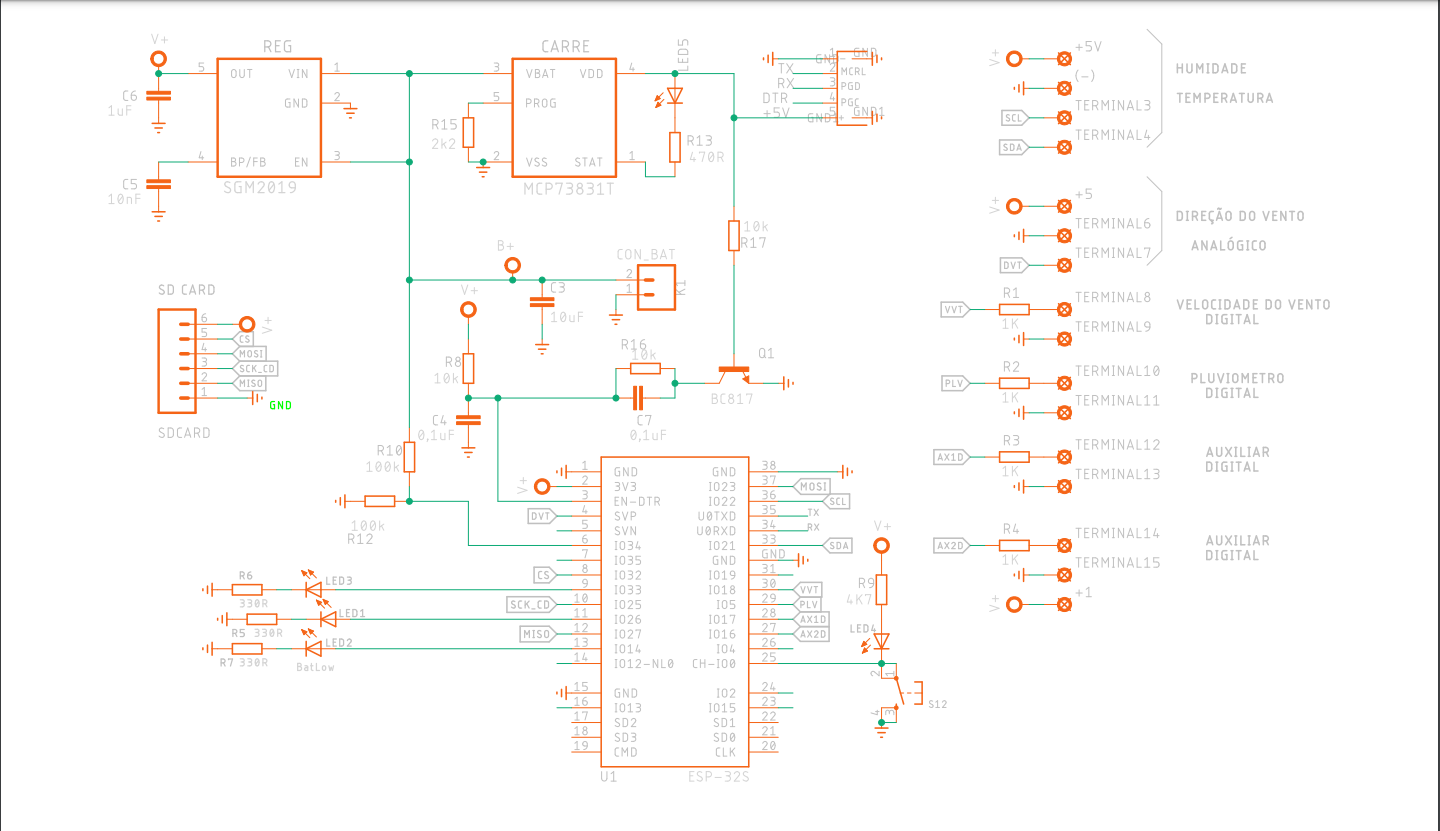 V+
REG
5 OUT VIN 1
GND 2
4 BP/FB EN 3
SGM2019
C6
1uF
C5
10nF
CARRE
3 VBAT VDD 4
5 PROG
2 VSS STAT 1
MCP73831T
R15
2k2
LED5
R13
470R
1 GND
TX 2 MCRL
RX 3 PGD
DTR 4 PGC
+5V 5 GND1
10k
R17
V+ +5V
(-)
SCL TERMINAL3
SDA TERMINAL4
HUMIDADE
TEMPERATURA
V+ +5
TERMINAL6
DVT TERMINAL7
DIREÇÃO DO VENTO
ANALÓGICO
VVT R1 1K TERMINAL8
TERMINAL9
VELOCIDADE DO VENTO
DIGITAL
PLV R2 1K TERMINAL10
TERMINAL11
PLUVIOMETRO
DIGITAL
AX1D R3 1K TERMINAL12
TERMINAL13
AUXILIAR
DIGITAL
AX2D R4 1K TERMINAL14
TERMINAL15
AUXILIAR
DIGITAL
V+ +1
B+
CON_BAT
2
1
K1
C3
10uF
V+
R8
10k
C4
0,1uF
R16
10k
C7
0,1uF
Q1
BC817
SD CARD
6 V+
5 CS
4 MOSI
3 SCK_CD
2 MISO
1 GND
SDCARD
R10
100k
100k
R12
R6
330R
LED3
R5 330R
LED1
R7 330R
LED2
BatLow
1 GND GND 38
V+ 2 3V3 IO23 37 MOSI
3 EN-DTR IO22 36 SCL
DVT 4 SVP U0TXD 35 TX
5 SVN U0RXD 34 RX
6 IO34 IO21 33 SDA
7 IO35 GND GND
CS 8 IO32 IO19 31
9 IO33 IO18 30 VVT
SCK_CD 10 IO25 IO5 29 PLV
11 IO26 IO17 28 AX1D
MISO 12 IO27 IO16 27 AX2D
13 IO14 IO4 26
14 IO12-NL0 CH-IO0 25
15 GND IO2 24
16 IO13 IO15 23
17 SD2 SD1 22
18 SD3 SD0 21
19 CMD CLK 20
U1 ESP-32S
V+
R9
4K7
LED4
2 1
S12
4 3